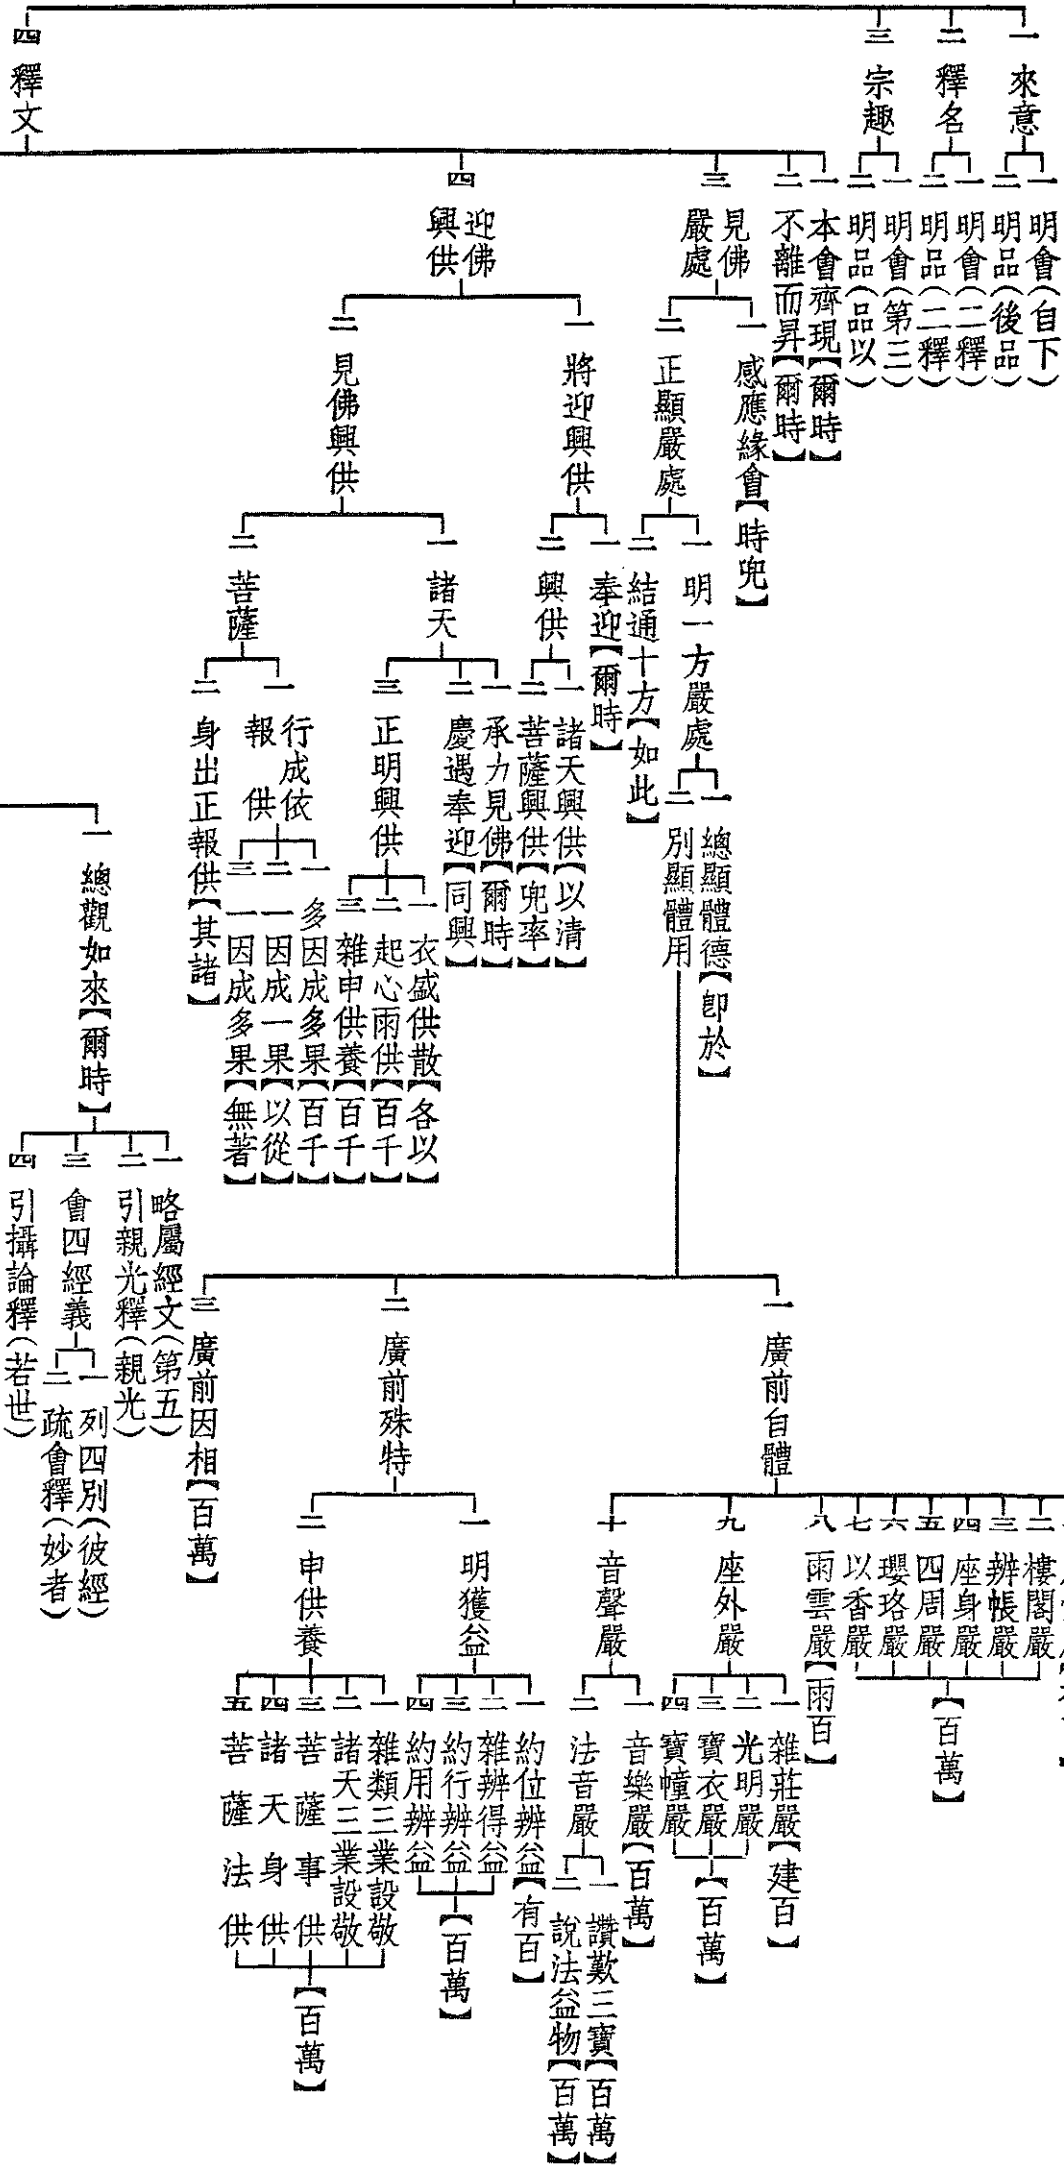 一 來意
一 明會(自下)
二 明品(後品)
二 釋名
一 明會(二釋)
二 明品(二釋)
三 宗趣
一 明會(第三)
二 明品(品以)
四 釋文
一 本會齊現【爾時】
二 不離而昇【爾時】
三 見佛嚴處
一 感應緣會【時兜】
二 正顯嚴處
一 明一方嚴處
一 總顯體德【即於】
二 別顯體用
一 廣前自體
二 樓閣嚴
三 辨帳嚴
四 座身嚴
五 四周嚴
六 瓔珞嚴
七 以香嚴
【百萬】
八 雨雲嚴【雨百】
九 座外嚴
一 雜莊嚴【建百】
二 光明嚴
三 寶衣嚴
四 寶幢嚴
【百萬】
十 音聲嚴
一 音樂嚴【百萬】
二 法音嚴
一 讚歎三寶【百萬】
二 說法益物【百萬】
二 廣前殊特
一 明獲益
一 約位辨益【有百】
二 雜辨得益
三 約行辨益
四 約用辨益
【百萬】
二 申供養
一 雜類三業設敬
二 諸天三業設敬
三 菩薩事供
四 諸天身供
五 菩薩法供
【百萬】
三 廣前因相【百萬】
二 結通十方【如此】
四 迎佛興供
一 將迎興供
一 奉迎【爾時】
二 興供
一 諸天興供【以清】
二 菩薩興供【兜率】
二 見佛興供
一 諸天
一 承力見佛【爾時】
二 慶遇奉迎【同興】
三 正明興供
一 衣盛供散【各以】
二 起心雨供【百千】
三 雜申供養【百千】
二 菩薩
一 行成依報供
一 多因成多果【百千】
二 一因成一果【以從】
三 一因成多果【無著】
二 身出正報供【其諸】
一 總觀如來【爾時】
一 略屬經文(第五)
二 引親光釋(親光)
三 會四經義
一 列四別(彼經)
二 疏會釋(妙者)
四 引攝論釋(若世)